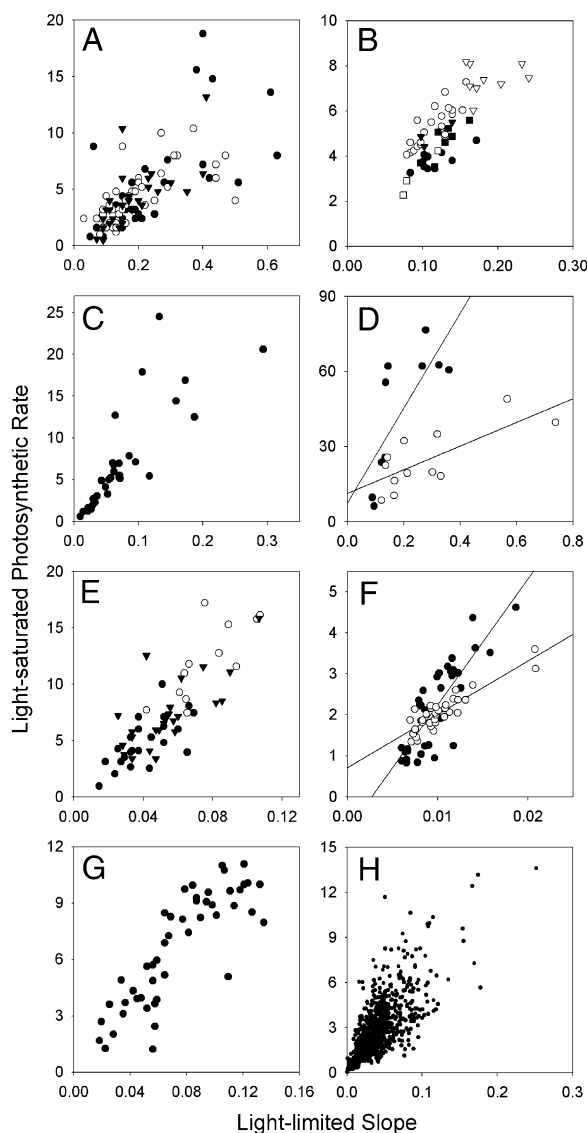 A
B
20
15
10
5
0
0.0 0.2 0.4 0.6
10
8
6
4
2
0
0.00 0.10 0.20 0.30
C
D
25
20
15
10
5
0
0.0 0.1 0.2 0.3
90
60
30
0
0.0 0.2 0.4 0.6 0.8
Light-saturated Photosynthetic Rate
E
F
20
15
10
5
0
0.00 0.04 0.08 0.12
5
4
3
2
1
0
0.00 0.01 0.02
G
H
12
9
6
3
0
0.00 0.04 0.08 0.12 0.16
15
12
9
6
3
0
0.0 0.1 0.2 0.3
Light-limited Slope